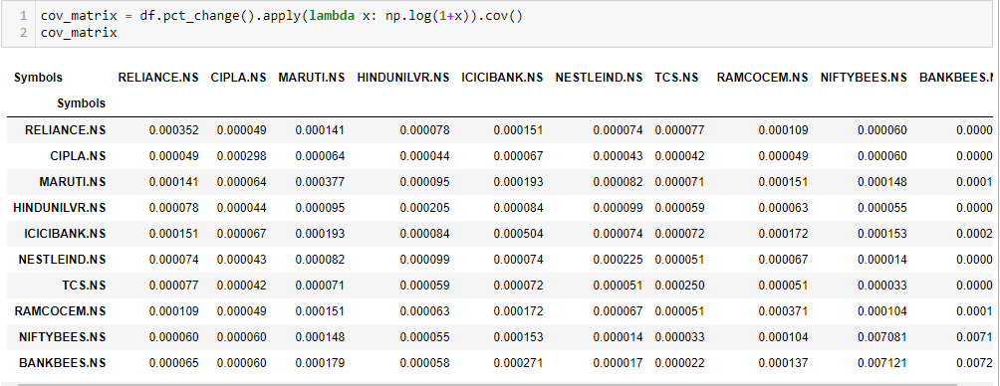 1 cov_matrix = df.pct_change().apply(lambda x: np.log(1+x)).cov()
2 cov_matrix
Symbols RELIANCE.NS CIPLA.NS MARUTI.NS HINDUNILVR.NS ICICIBANK.NS NESTLEIND.NS TCS.NS RAMCOCEM.NS NIFTYBEES.NS BANKBEES.N
Symbols
RELIANCE.NS 0.000352 0.000049 0.000141 0.000078 0.000151 0.000074 0.000077 0.000109 0.000060 0.0000
CIPLA.NS 0.000049 0.000298 0.000064 0.000044 0.000067 0.000043 0.000042 0.000049 0.000060 0.0000
MARUTI.NS 0.000141 0.000064 0.000377 0.000095 0.000193 0.000082 0.000071 0.000151 0.000148 0.0001
HINDUNILVR.NS 0.000078 0.000044 0.000095 0.000205 0.000084 0.000099 0.000059 0.000063 0.000055 0.0000
ICICIBANK.NS 0.000151 0.000067 0.000193 0.000084 0.000504 0.000074 0.000072 0.000172 0.000153 0.0002
NESTLEIND.NS 0.000074 0.000043 0.000082 0.000099 0.000074 0.000225 0.000051 0.000067 0.000014 0.0000
TCS.NS 0.000077 0.000042 0.000071 0.000059 0.000072 0.000051 0.000250 0.000051 0.000033 0.0000
RAMCOCEM.NS 0.000109 0.000049 0.000151 0.000063 0.000172 0.000067 0.000051 0.000371 0.000104 0.0001
NIFTYBEES.NS 0.000060 0.000060 0.000148 0.000055 0.000153 0.000014 0.000033 0.000104 0.007081 0.0071
BANKBEES.NS 0.000065 0.000060 0.000179 0.000058 0.000271 0.000017 0.000022 0.000137 0.007121 0.0072